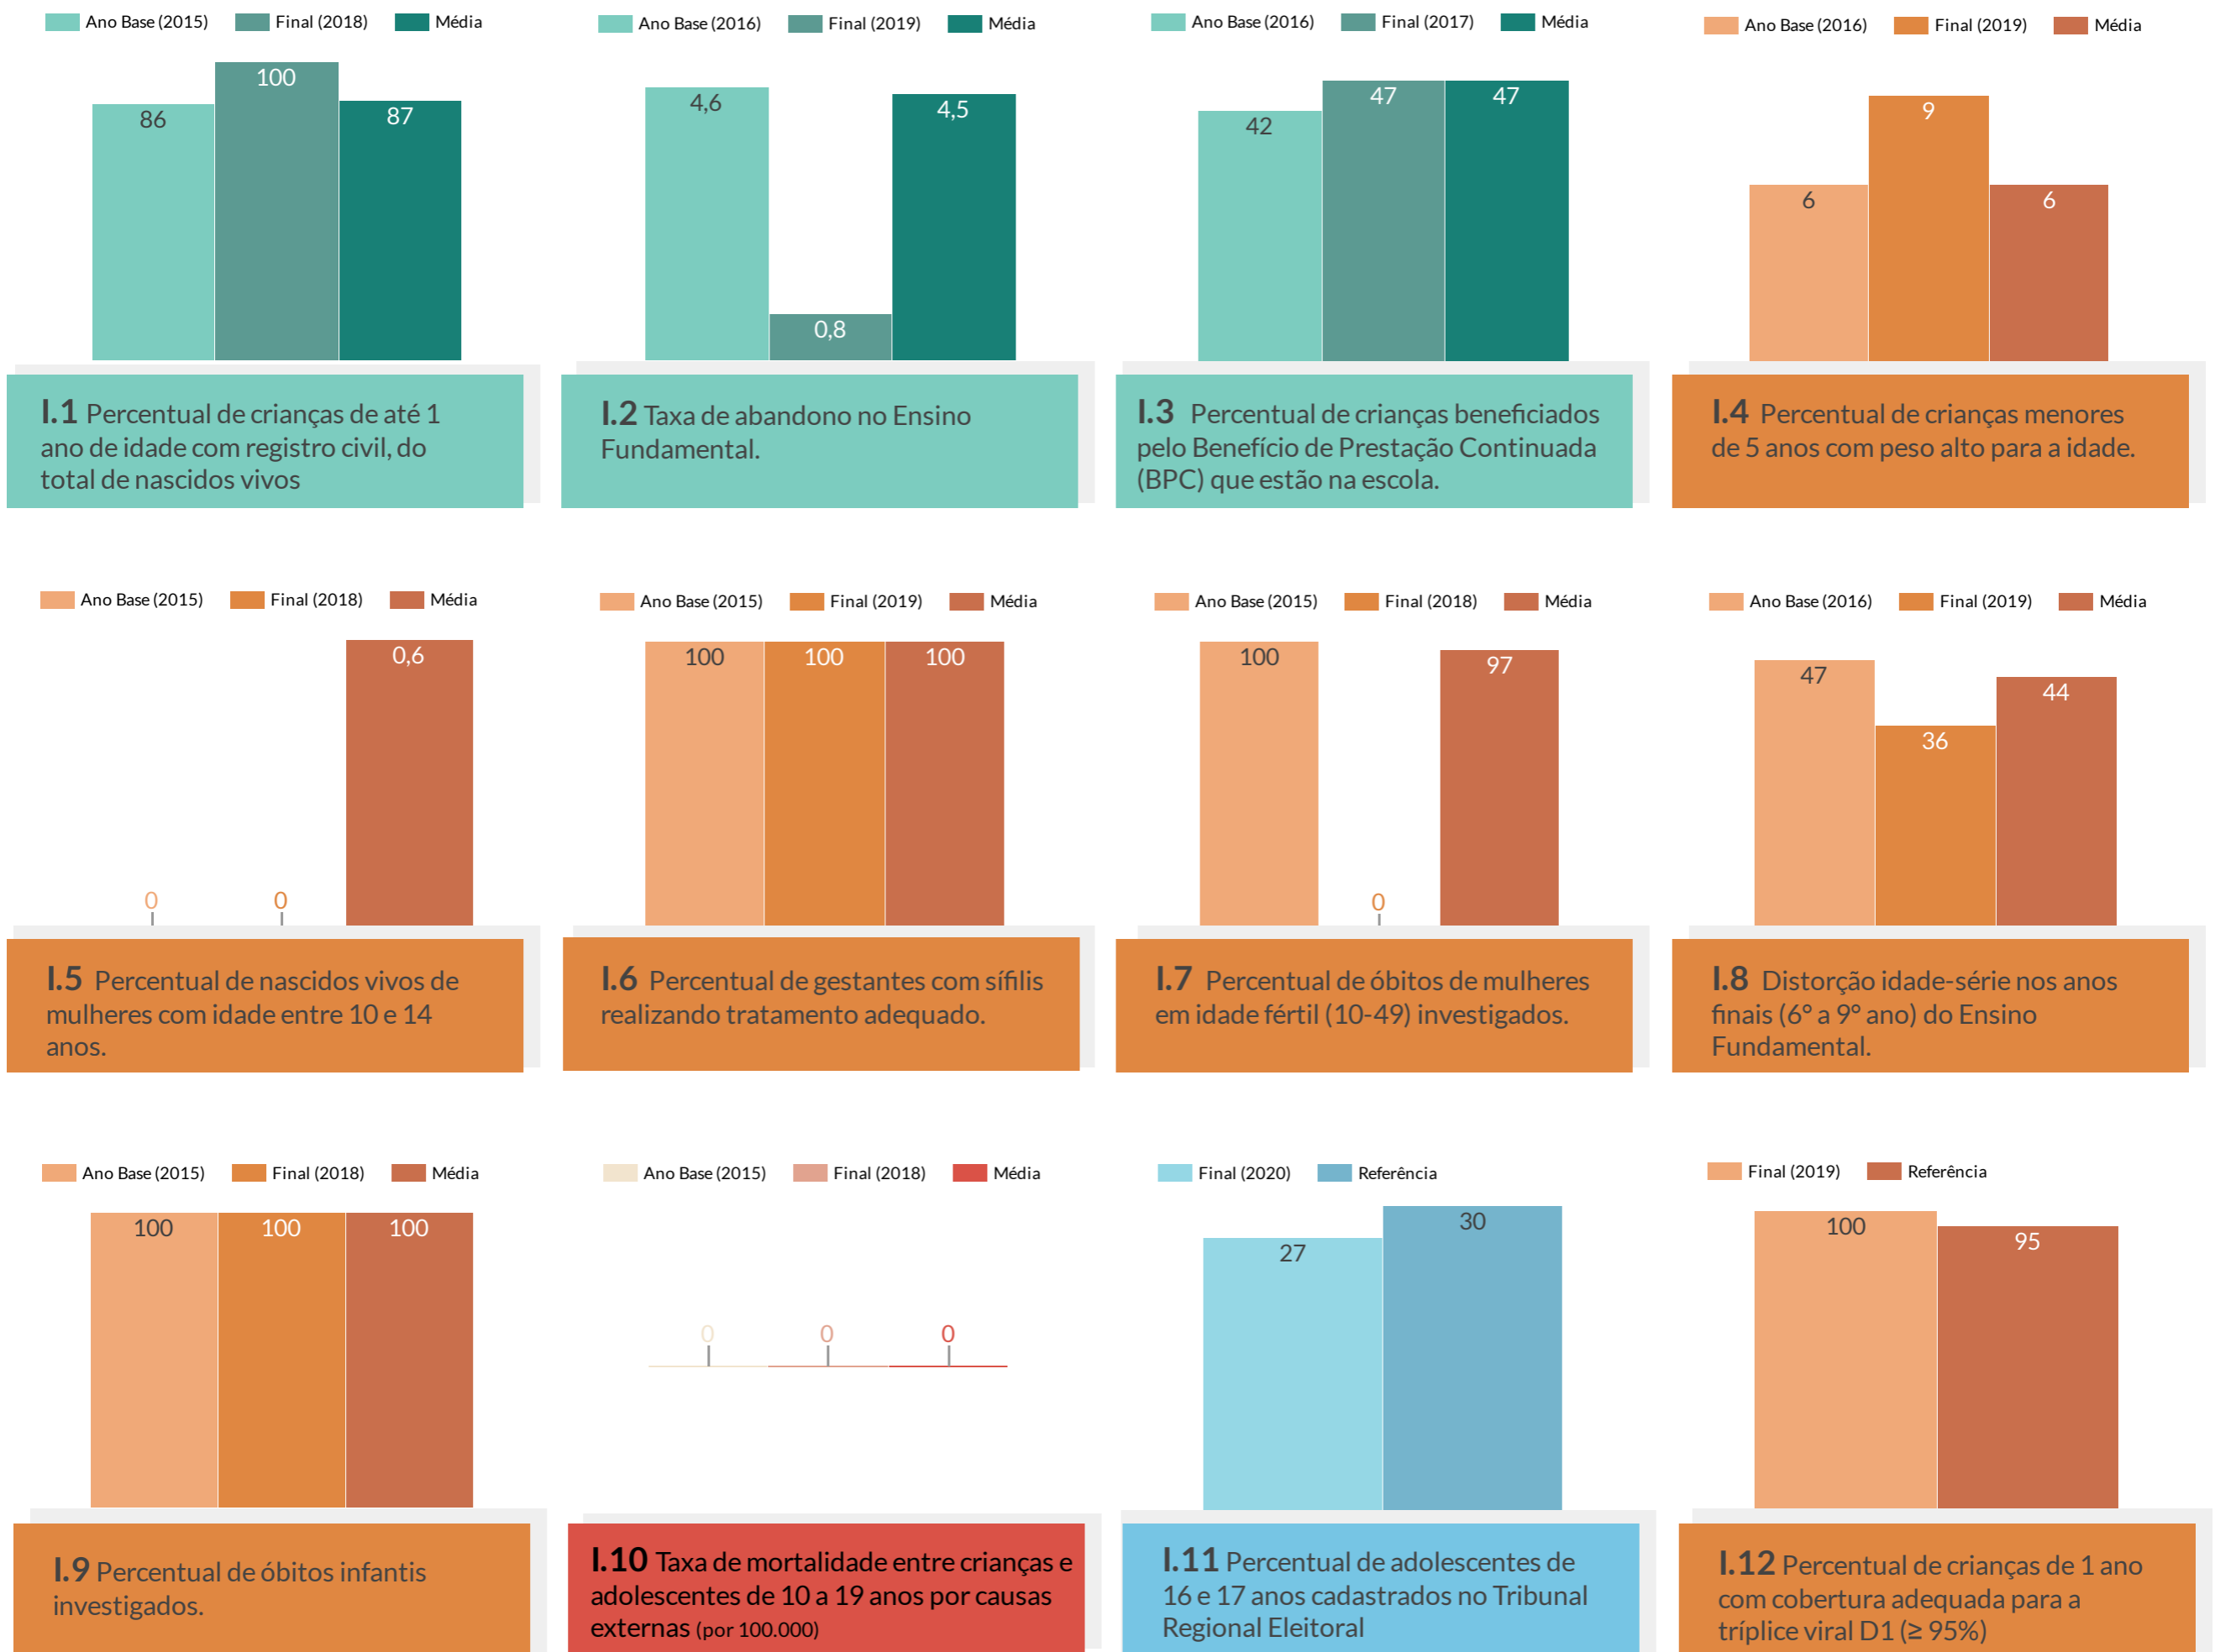 Ano Base (2015) Final (2018) Média
100
86
87
I.1 Percentual de crianças de até 1
ano de idade com registro civil, do
total de nascidos vivos
Ano Base (2016) Final (2019) Média
4,6
4,5
0,8
I.2 Taxa de abandono no Ensino
Fundamental.
Ano Base (2016) Final (2017) Média
42
47
47
I.3 Percentual de crianças beneficiados
pelo Benefício de Prestação Continuada
(BPC) que estão na escola.
Ano Base (2016) Final (2019) Média
9
6
6
I.4 Percentual de crianças menores
de 5 anos com peso alto para a idade.
Ano Base (2015) Final (2018) Média
0,6
0
0
I.5 Percentual de nascidos vivos de
mulheres com idade entre 10 e 14
anos.
Ano Base (2015) Final (2019) Média
100
100
100
I.6 Percentual de gestantes com sífilis
realizando tratamento adequado.
Ano Base (2015) Final (2018) Média
100
97
0
I.7 Percentual de óbitos de mulheres
em idade fértil (10-49) investigados.
Ano Base (2016) Final (2019) Média
47
44
36
I.8 Distorção idade-série nos anos
finais (6º a 9º ano) do Ensino
Fundamental.
Ano Base (2015) Final (2018) Média
100
100
100
I.9 Percentual de óbitos infantis
investigados.
Ano Base (2015) Final (2018) Média
0
0
0
I.10 Taxa de mortalidade entre crianças e
adolescentes de 10 a 19 anos por causas
externas (por 100.000)
Final (2020) Referência
30
27
I.11 Percentual de adolescentes de
16 e 17 anos cadastrados no Tribunal
Regional Eleitoral
Final (2019) Referência
100
95
I.12 Percentual de crianças de 1 ano
com cobertura adequada para a
tríplice viral D1 (≥ 95%)